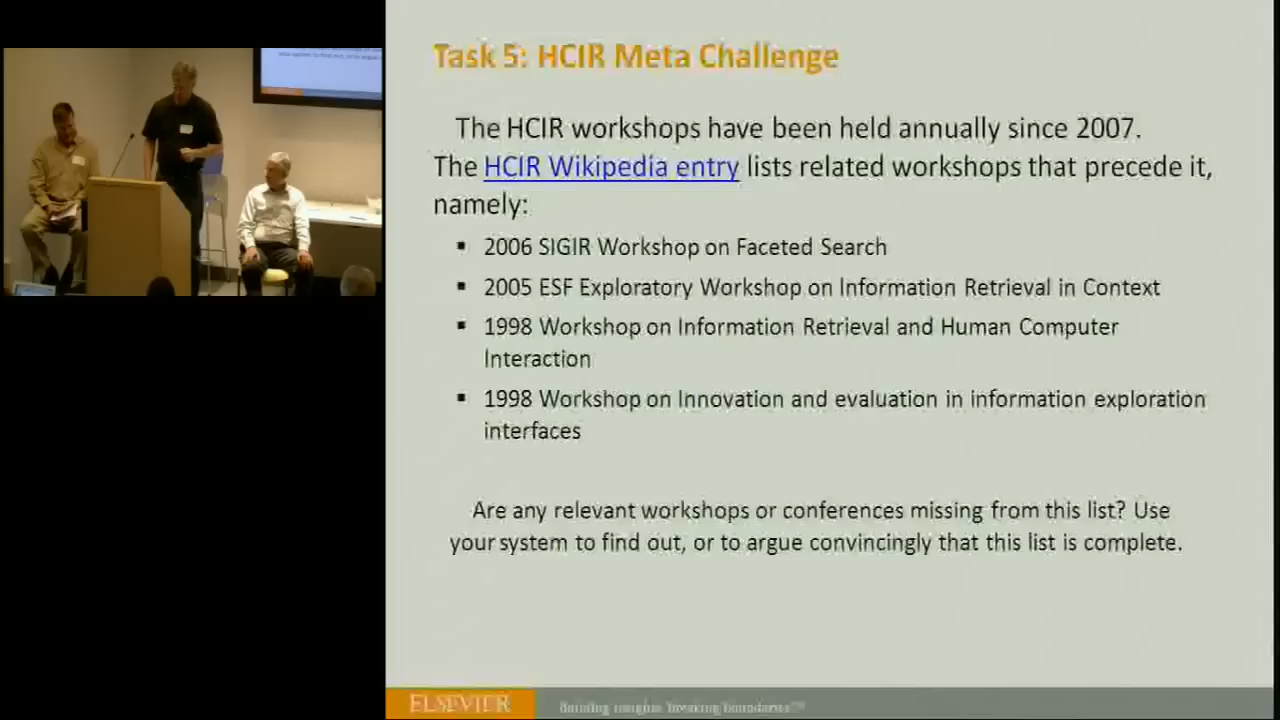 Task 5: HCIR Meta Challenge
The HCIR workshops have been held annually since 2007.
The HCIR Wikipedia entry lists related workshops that precede it,
namely:
▪ 2006 SIGIR Workshop on Faceted Search
▪ 2005 ESF Exploratory Workshop on Information Retrieval in Context
▪ 1998 Workshop on Information Retrieval and Human Computer
Interaction
▪ 1998 Workshop on Innovation and evaluation in information exploration
interfaces
Are any relevant workshops or conferences missing from this list? Use
your system to find out, or to argue convincingly that this list is complete.
ELSEVIER
Building insights. breaking boundaries™